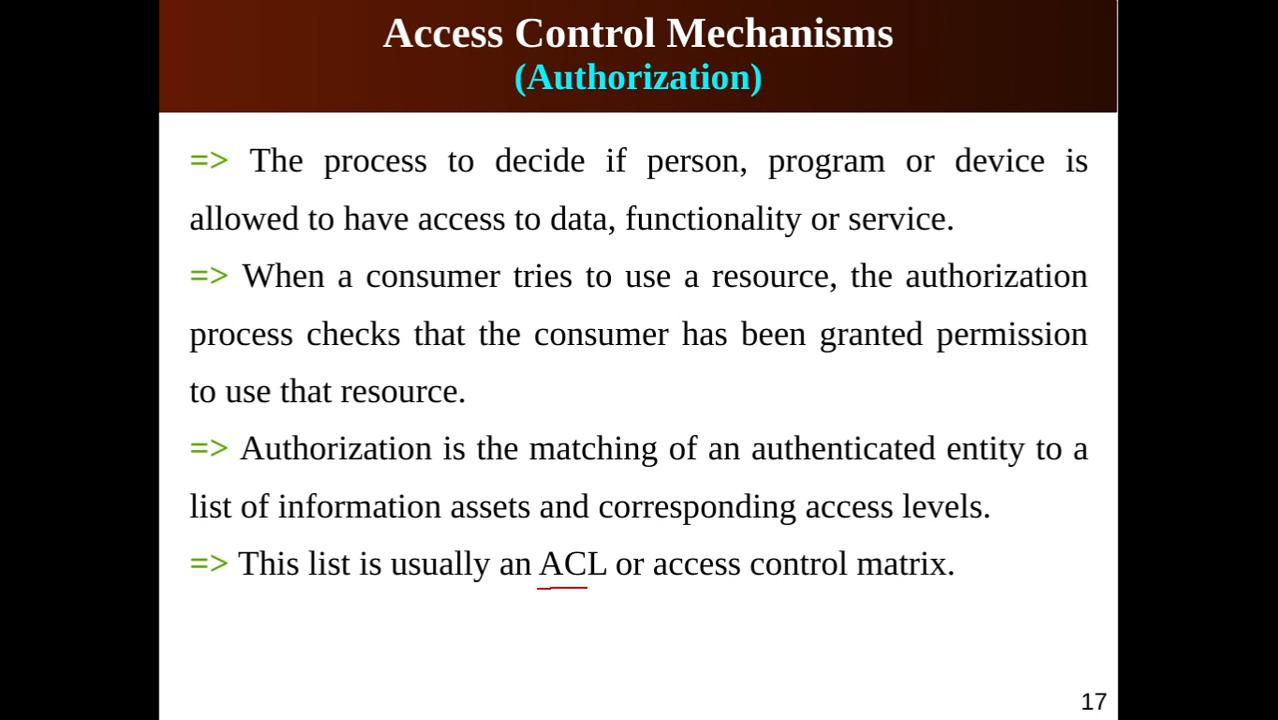 Access Control Mechanisms
(Authorization)
=> The process to decide if person, program or device is
allowed to have access to data, functionality or service.
=> When a consumer tries to use a resource, the authorization
process checks that the consumer has been granted permission
to use that resource.
=> Authorization is the matching of an authenticated entity to a
list of information assets and corresponding access levels.
=> This list is usually an ACL or access control matrix.
17